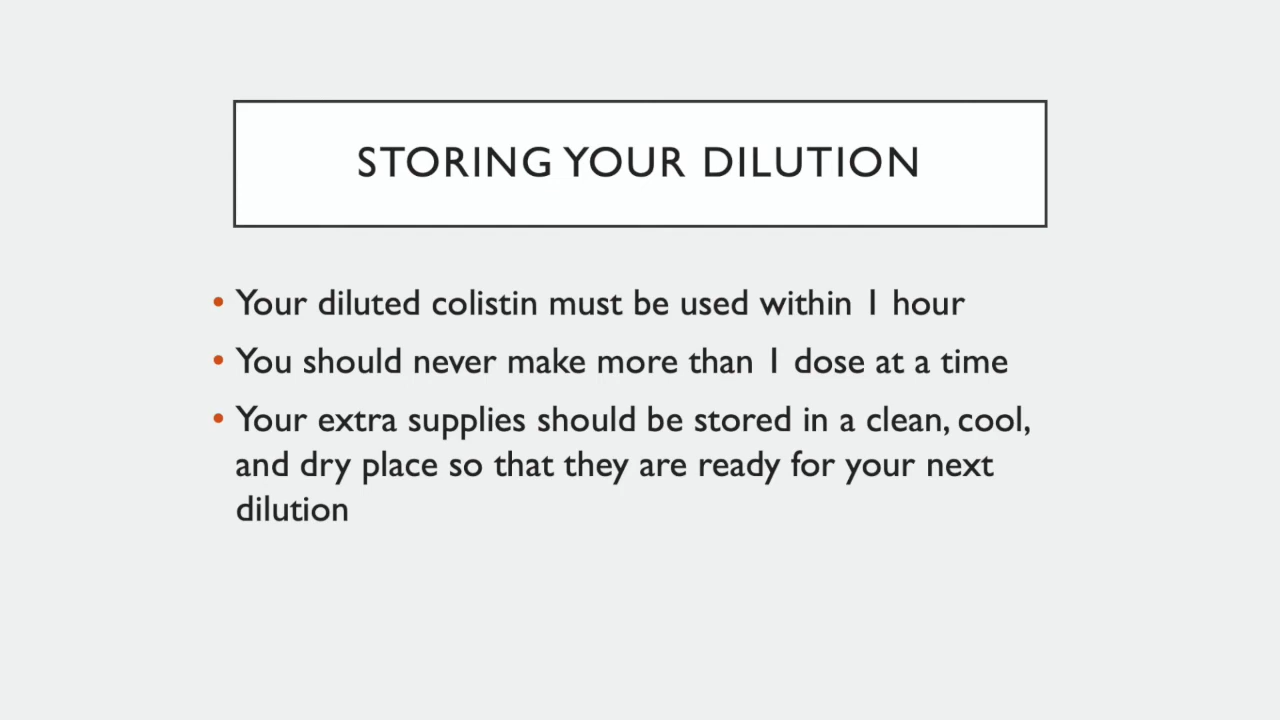 STORING YOUR DILUTION
• Your diluted colistin must be used within 1 hour
• You should never make more than 1 dose at a time
• Your extra supplies should be stored in a clean, cool,
and dry place so that they are ready for your next
dilution